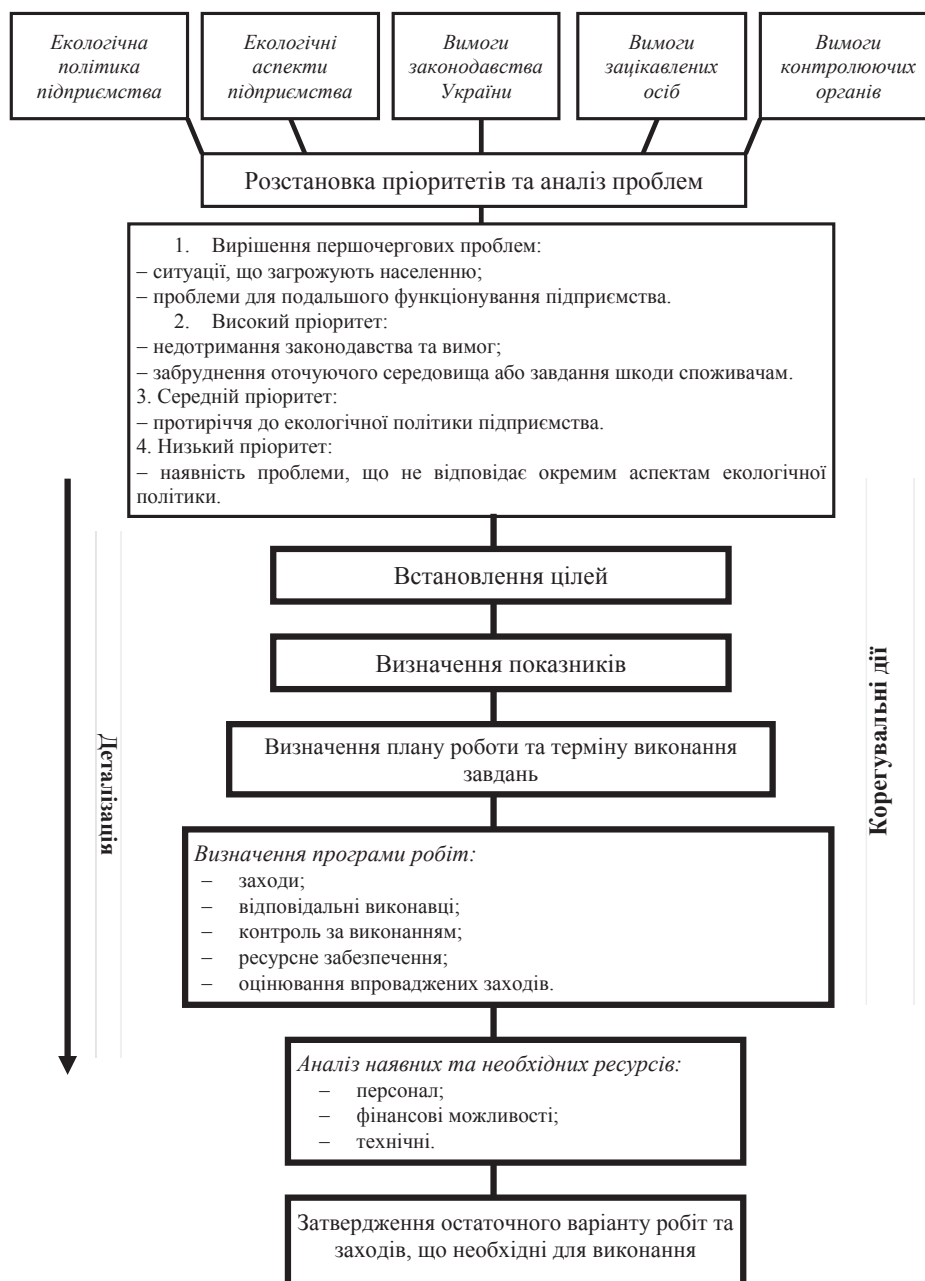 Екологічна
політика
підприємства
Екологічні
аспекти
підприємства
Вимоги
законодавства
України
Вимоги
зацікавлених
осіб
Вимоги
контролюючих
органів
Розстановка пріоритетів та аналіз проблем
1. Вирішення першочергових проблем:
– ситуації, що загрожують населенню;
– проблеми для подальшого функціонування підприємства.
2. Високий пріоритет:
– недотримання законодавства та вимог;
– забруднення оточуючого середовища або завдання шкоди споживачам.
3. Середній пріоритет:
– протиріччя до екологічної політики підприємства.
4. Низький пріоритет:
– наявність проблеми, що не відповідає окремим аспектам екологічної
політики.
Встановлення цілей
Визначення показників
Визначення плану роботи та терміну виконання
завдань
Деталізація
Корегувальні дії
Визначення програми робіт:
– заходи;
– відповідальні виконавці;
– контроль за виконанням;
– ресурсне забезпечення;
– оцінювання впроваджених заходів.
Аналіз наявних та необхідних ресурсів:
– персонал;
– фінансові можливості;
– технічні.
Затвердження остаточного варіанту робіт та
заходів, що необхідні для виконання